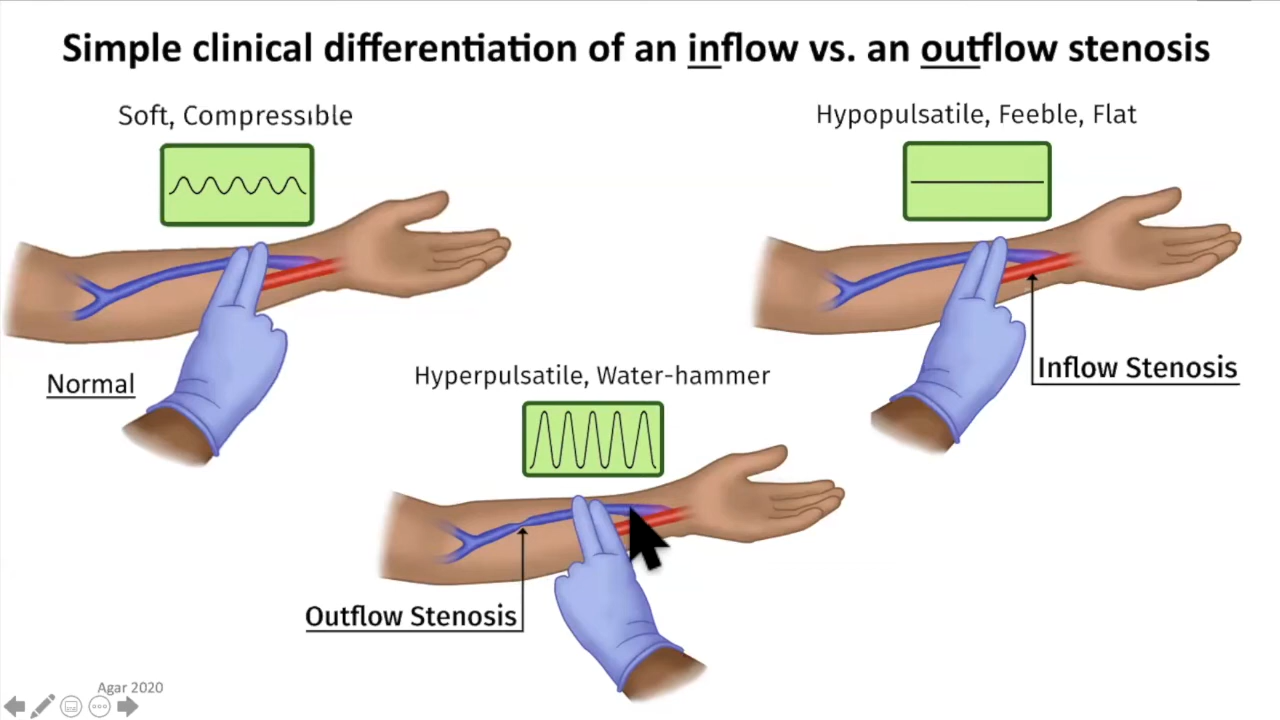 Simple clinical differentiation of an inflow vs. an outflow stenosis
Soft, Compressible
Hypopulsatile, Feeble, Flat
Normal
Inflow Stenosis
Hyperpulsatile, Water-hammer
Outflow Stenosis
Agar 2020